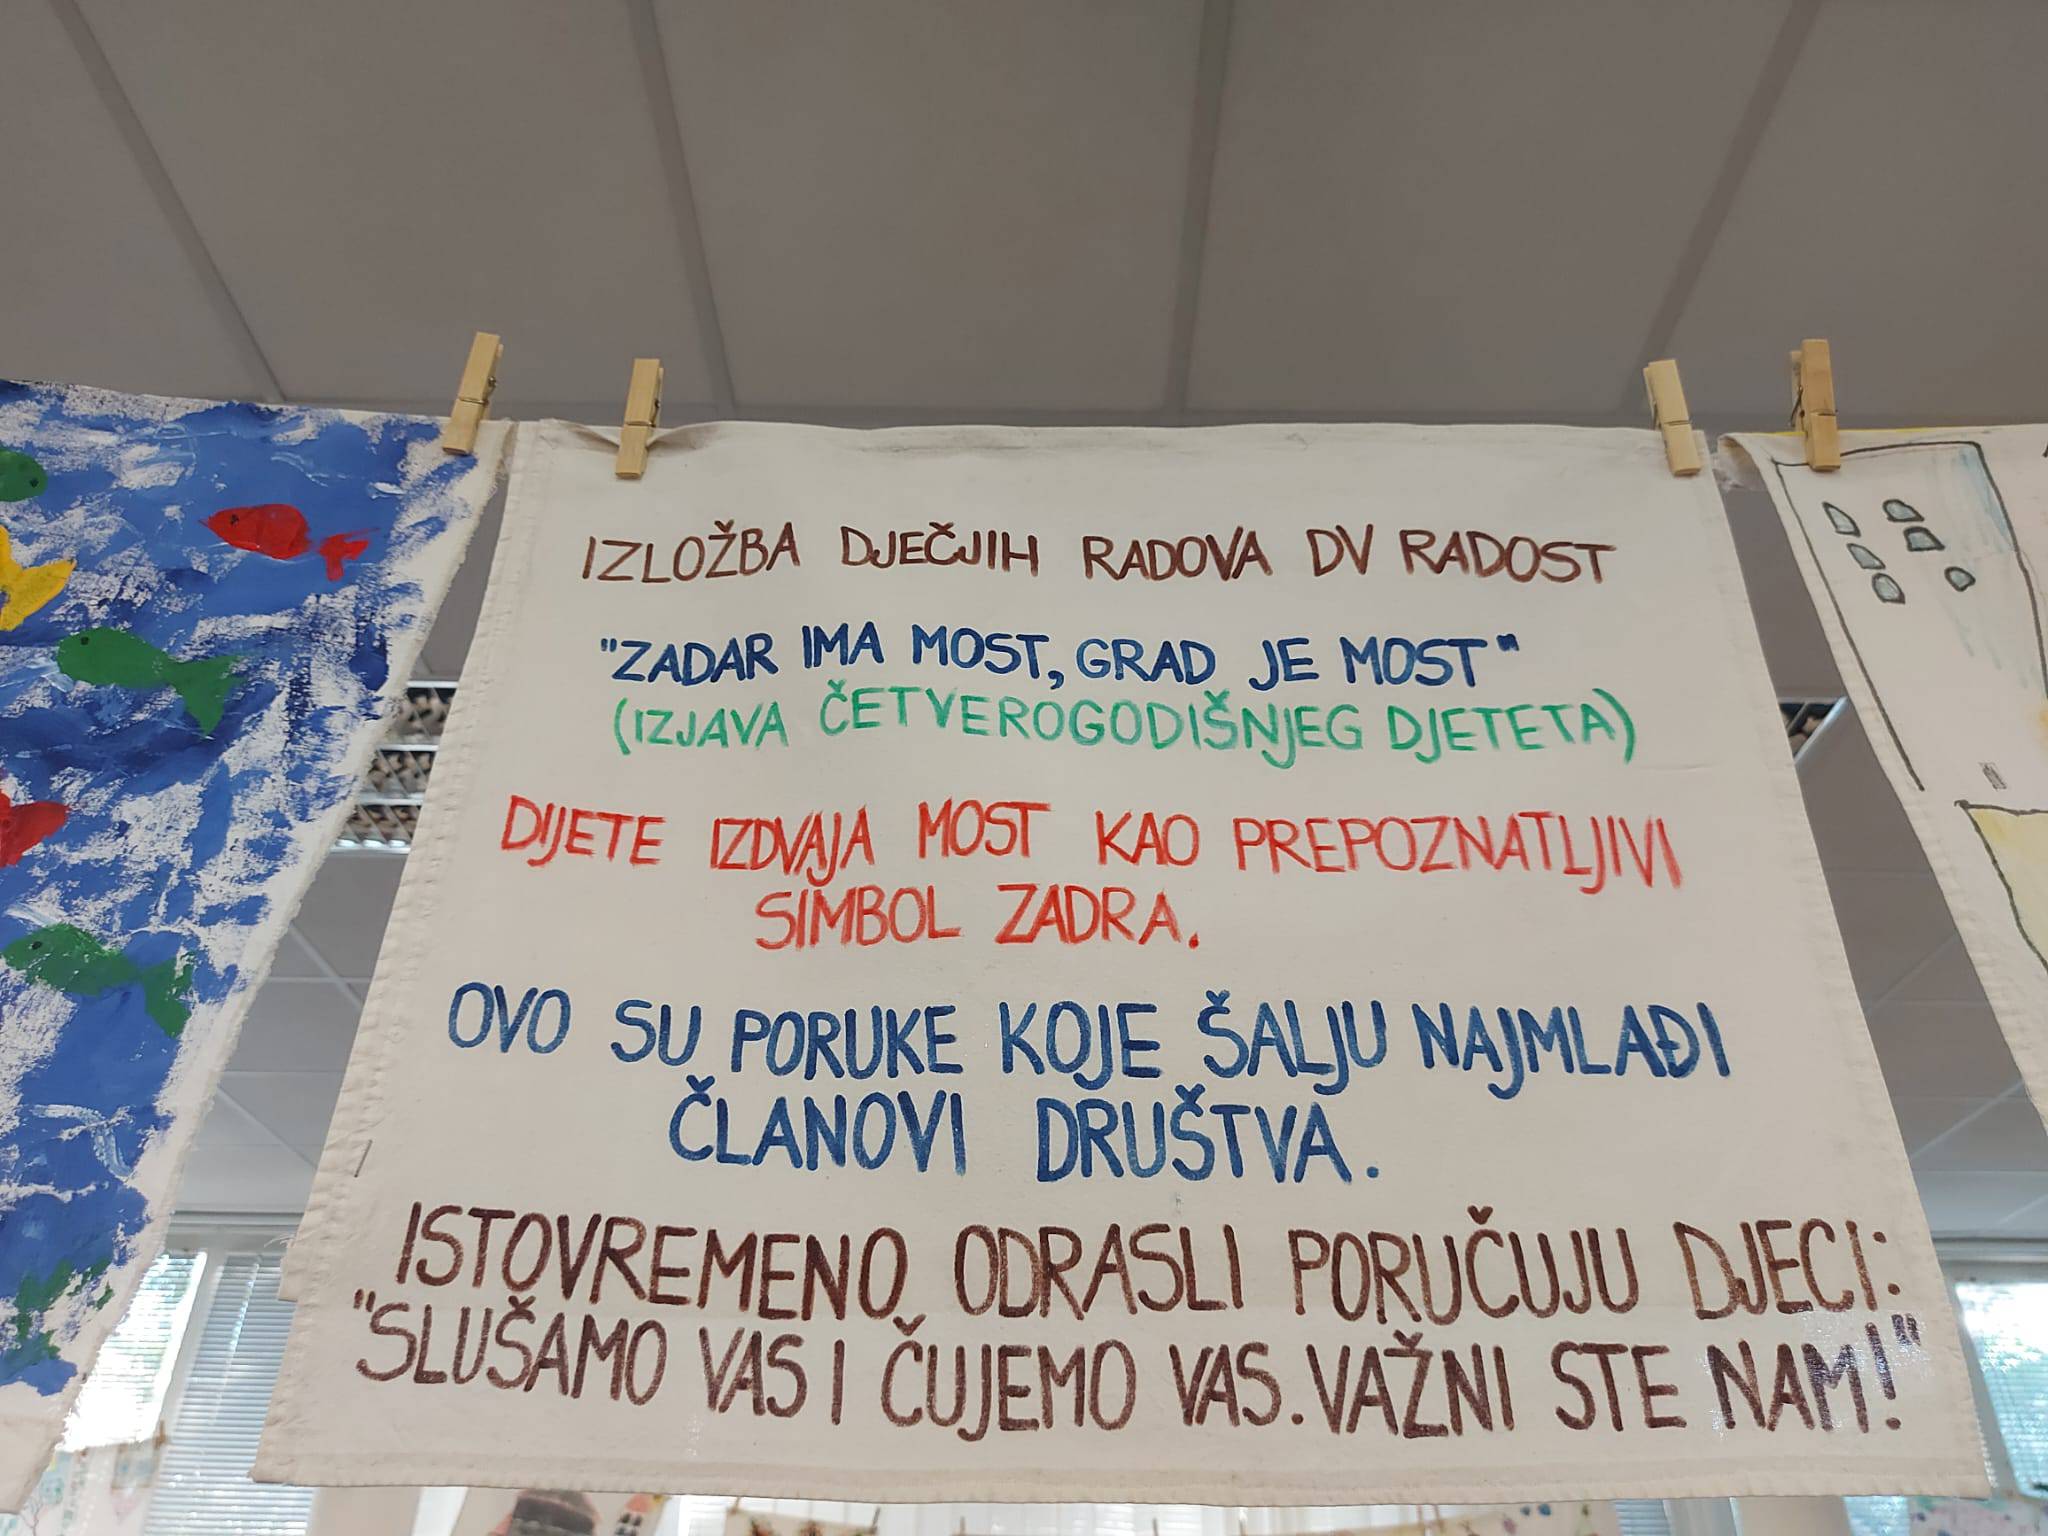 IZLOŽBA DJEČJIH RADOVA DV RADOST
"ZADAR IMA MOST, GRAD JE MOST"
(IZJAVA ČETVEROGODIŠNJEG DJETETA)
DIJETE IZDVAJA MOST KAO PREPOZNATLJIVI
SIMBOL ZADRA.
OVO SU PORUKE KOJE ŠALJU NAJMLAĐI
ČLANOVI DRUŠTVA.
ISTOVREMENO ODRASLI PORUČUJU DJECI:
"SLUŠAMO VAS I ČUJEMO VAS. VAŽNI STE NAM!"